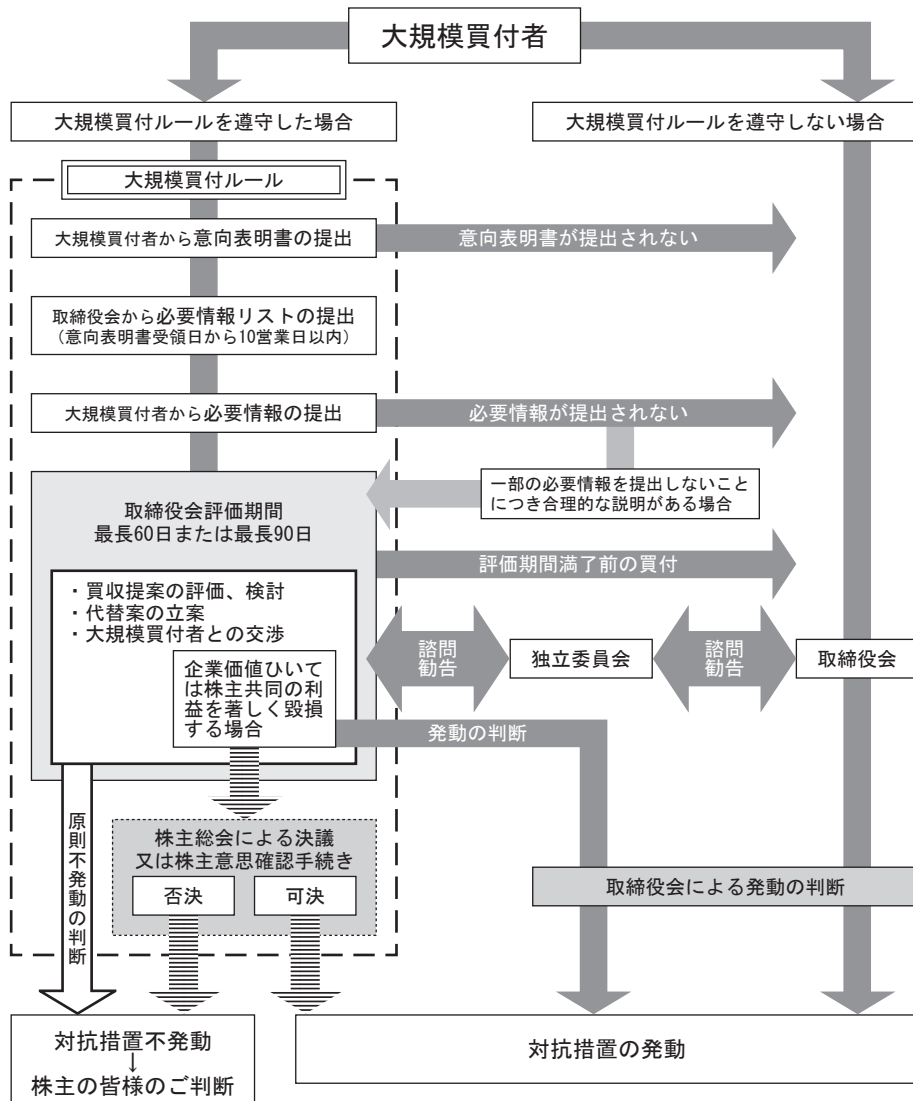 大規模買付者
大規模買付ルールを遵守した場合
大規模買付ルールを遵守しない場合
大規模買付ルール
大規模買付者から意向表明書の提出
意向表明書が提出されない
取締役会から必要情報リストの提出
（意向表明書受領日から10営業日以内）
大規模買付者から必要情報の提出
必要情報が提出されない
一部の必要情報を提出しないこと
につき合理的な説明がある場合
取締役会評価期間
最長60日または最長90日
評価期間満了前の買付
・買収提案の評価、検討
・代替案の立案
・大規模買付者との交渉
諮問
勧告
独立委員会
諮問
勧告
取締役会
企業価値ひいて
は株主共同の利
益を著しく毀損
する場合
発動の判断
原則不発動の判断
株主総会による決議
又は株主意思確認手続き
否決
可決
取締役会による発動の判断
対抗措置不発動
↓
株主の皆様のご判断
対抗措置の発動